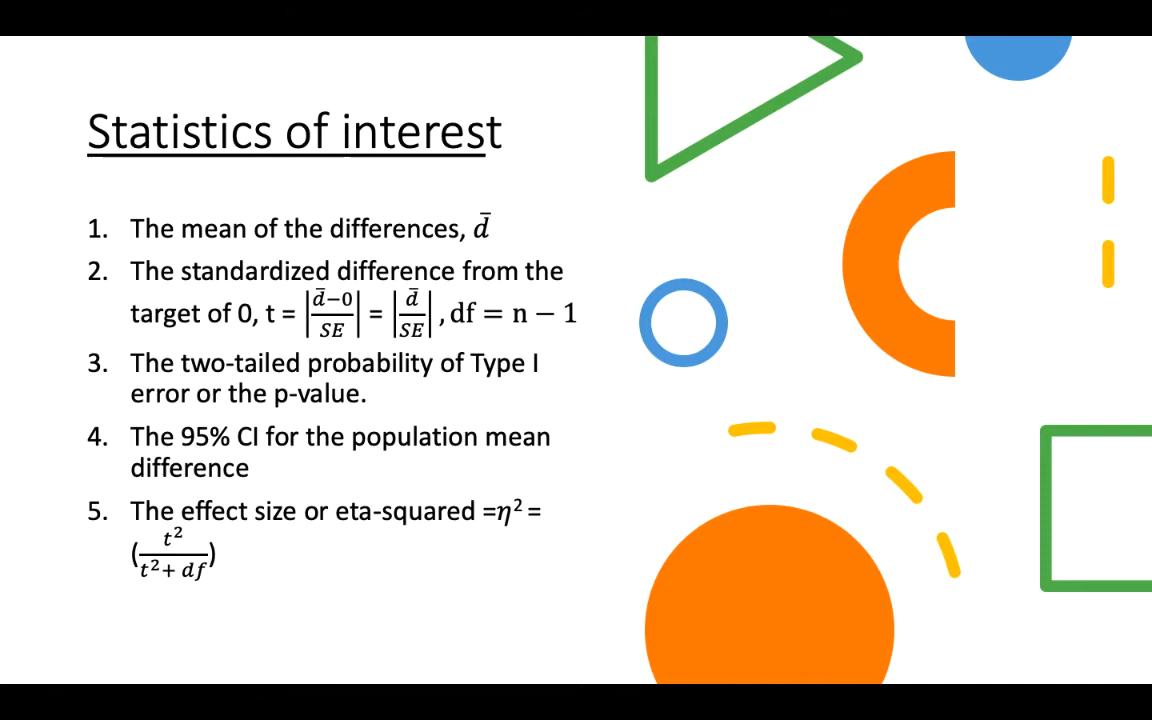 Statistics of interest
1. The mean of the differences, d̄
2. The standardized difference from the
target of 0, t = |d̄−0/SE| = |d̄/SE|, df = n − 1
3. The two-tailed probability of Type I
error or the p-value.
4. The 95% CI for the population mean
difference
5. The effect size or eta-squared =η² =
(t²/t²+ df)